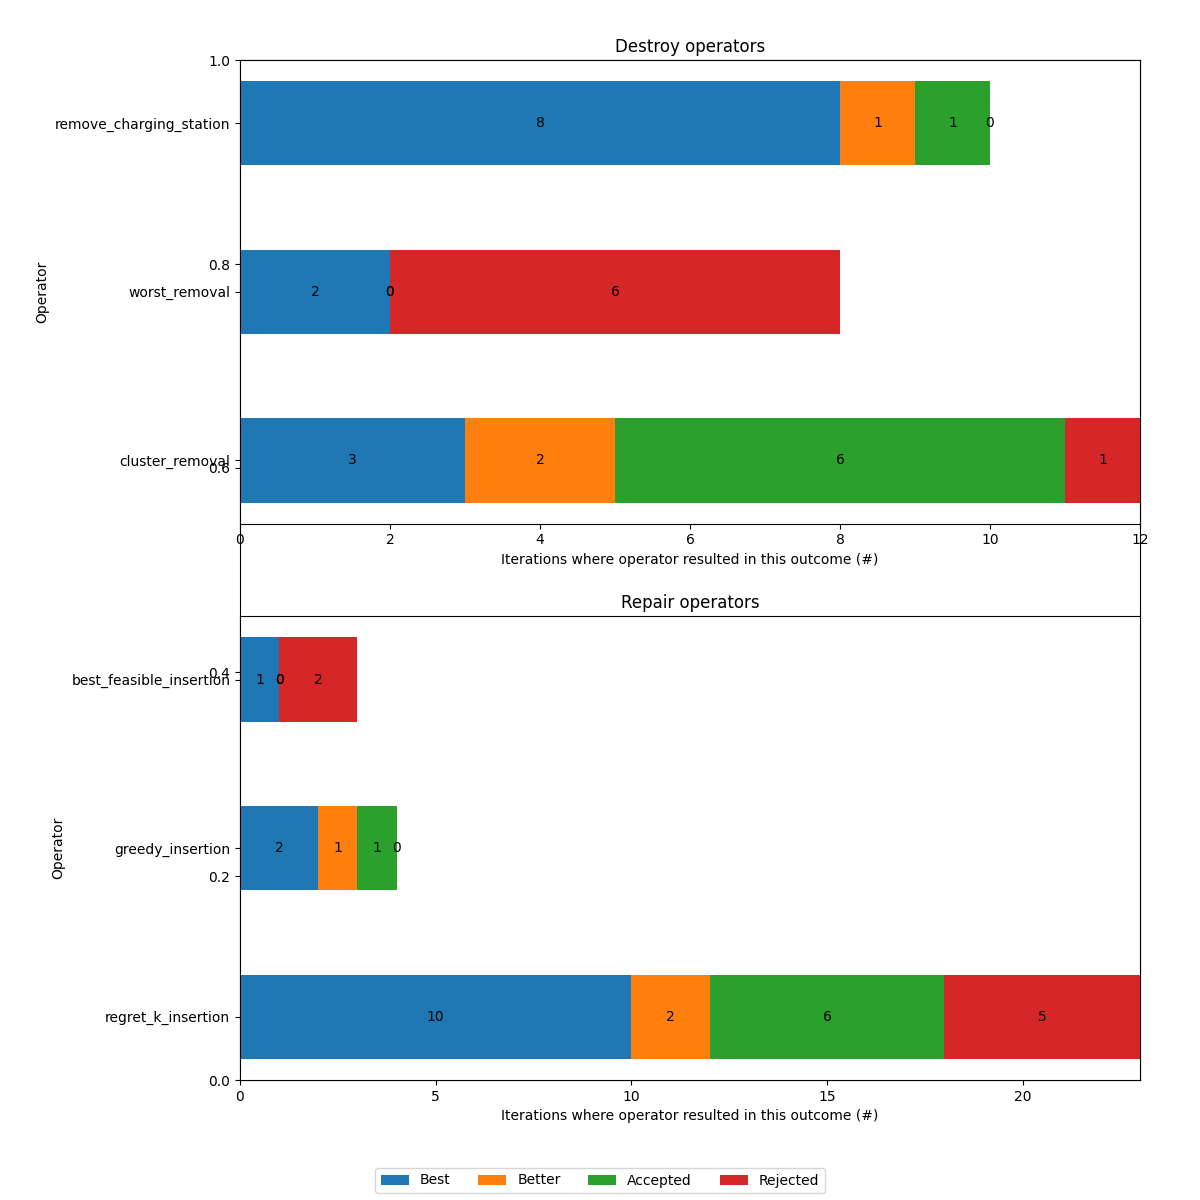 Destroy operators
1.0
remove_charging_station
8 1 1 0
Operator
0.8
worst_removal
2 0 6
cluster_removal
0.6
3 2 6 1
0 2 4 6 8 10 12
Iterations where operator resulted in this outcome (#)
Repair operators
0.4
best_feasible_insertion
1 0 2
Operator
greedy_insertion
2 1 1 0
0.2
regret_k_insertion
10 2 6 5
0.0
0 5 10 15 20
Iterations where operator resulted in this outcome (#)
Best Better Accepted Rejected